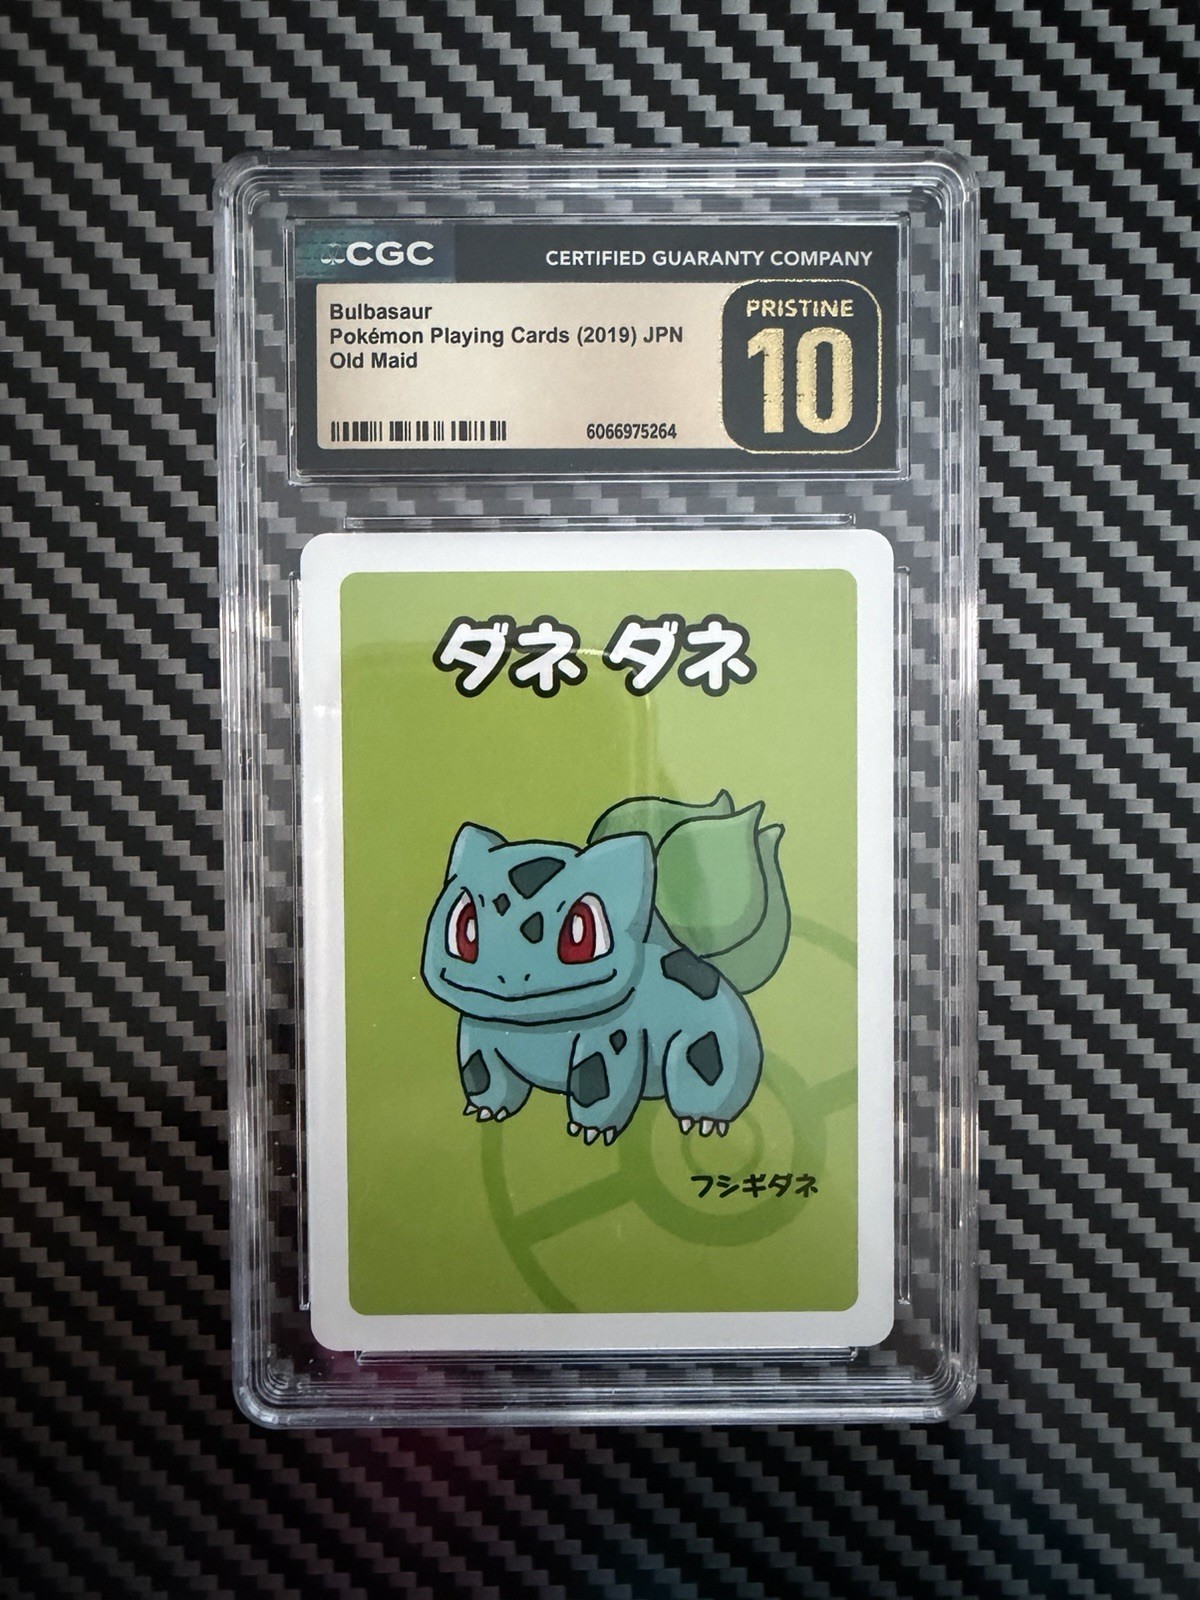 CGC
CERTIFIED GUARANTY COMPANY
Bulbasaur
Pokémon Playing Cards (2019) JPN
Old Maid
6066975264
PRISTINE
10
ダネ ダネ
フシギダネ